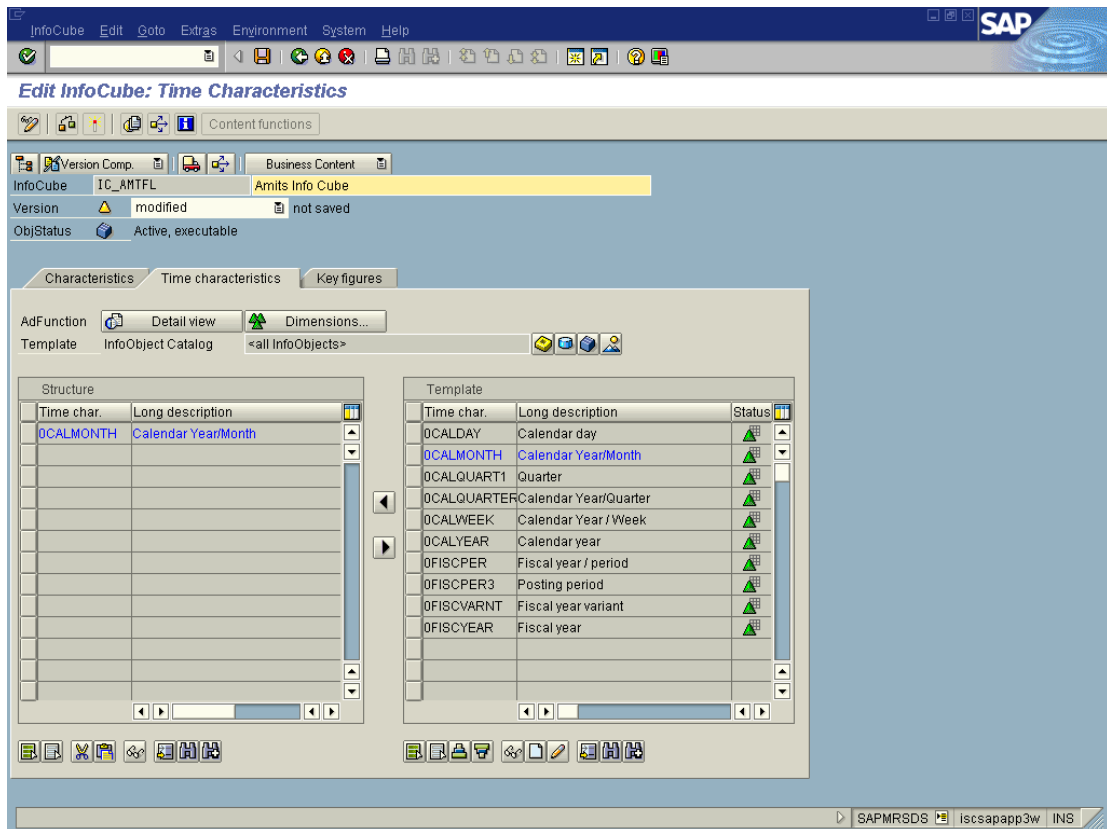 InfoCube Edit Goto Extras Environment System Help
SAP
Edit InfoCube: Time Characteristics
Content functions
Version Comp. Business Content
InfoCube IC_AMTFL Amits Info Cube
Version modified not saved
ObjStatus Active, executable
Characteristics Time characteristics Key figures
AdFunction Detail view Dimensions...
Template InfoObject Catalog <all InfoObjects>
Structure Template
Time char. Long description Time char. Long description Status
0CALMONTH Calendar Year/Month 0CALDAY Calendar day
0CALMONTH Calendar Year/Month
0CALQUART1 Quarter
0CALQUARTER Calendar Year/Quarter
0CALWEEK Calendar Year / Week
0CALYEAR Calendar year
0FISCPER Fiscal year / period
0FISCPER3 Posting period
0FISCVARNT Fiscal year variant
0FISCYEAR Fiscal year
SAPMRSDS iscsapapp3w INS